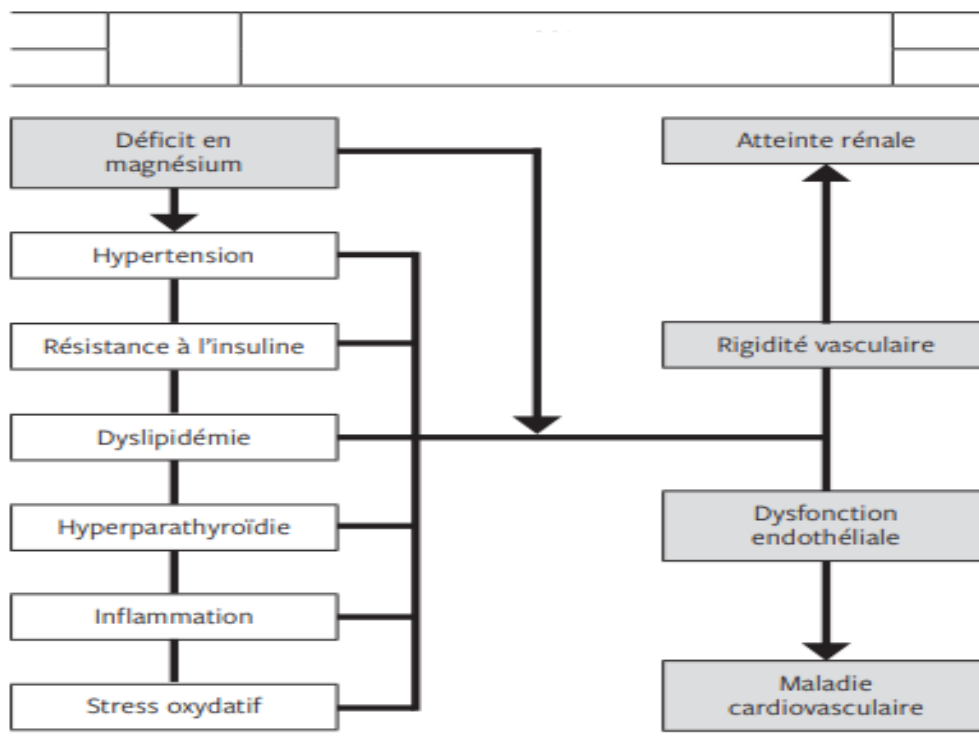 Déficit en
magnésium
Hypertension
Résistance à l'insuline
Dyslipidémie
Hyperparathyroïdie
Inflammation
Stress oxydatif
Atteinte rénale
Rigidité vasculaire
Dysfonction
endothéliale
Maladie
cardiovasculaire